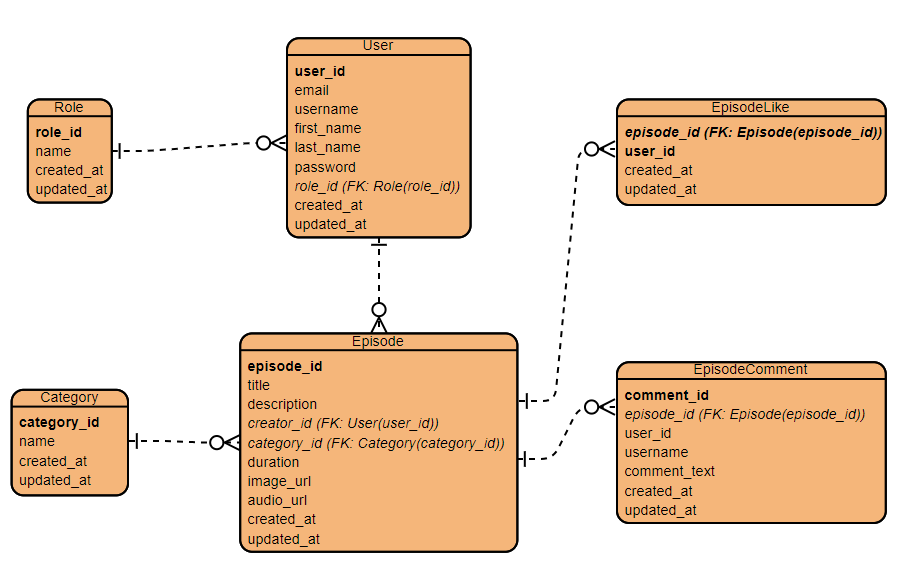 User
user_id
email
username
first_name
last_name
password
role_id (FK: Role(role_id))
created_at
updated_at
Role
role_id
name
created_at
updated_at
EpisodeLike
episode_id (FK: Episode(episode_id))
user_id
created_at
updated_at
Episode
episode_id
title
description
creator_id (FK: User(user_id))
category_id (FK: Category(category_id))
duration
image_url
audio_url
created_at
updated_at
Category
category_id
name
created_at
updated_at
EpisodeComment
comment_id
episode_id (FK: Episode(episode_id))
user_id
username
comment_text
created_at
updated_at